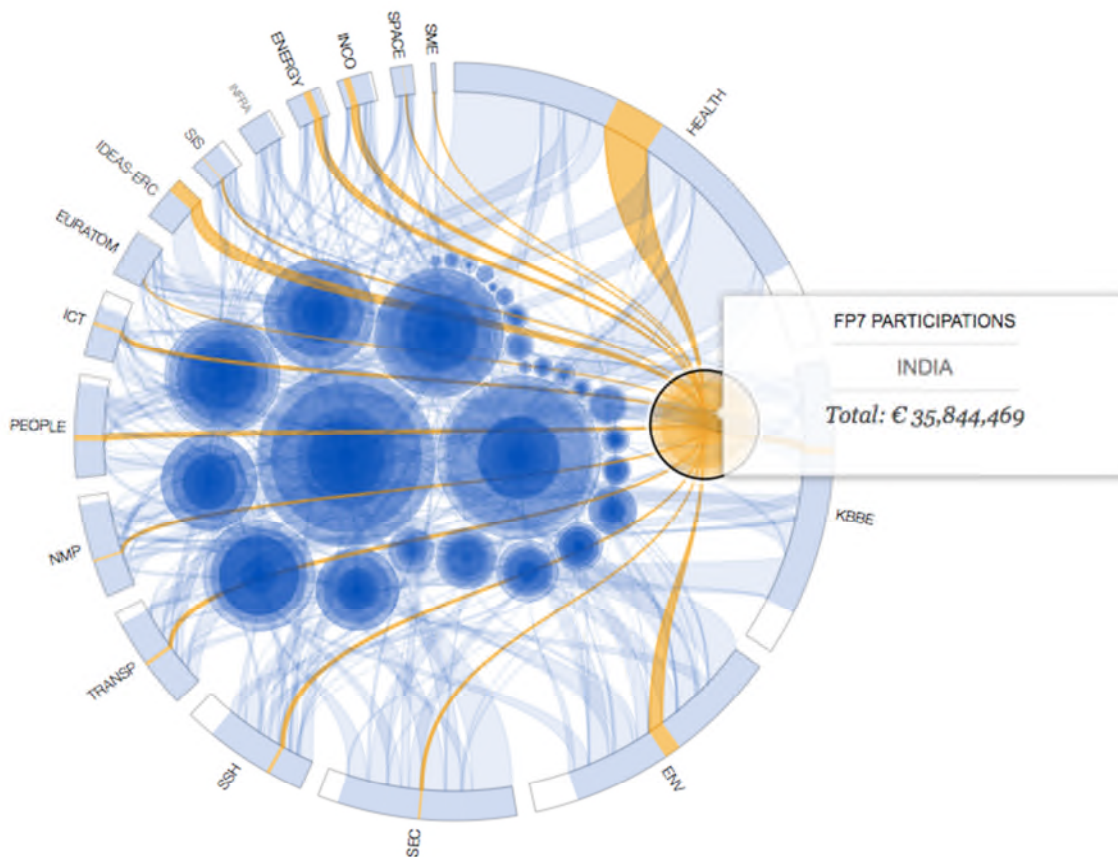 SME
SPACE
INCO
ENERGY
INFRA
SIS
IDEAS-ERC
EURATOM
ICT
PEOPLE
NMP
TRANSP
SSH
SEC
ENV
KBBE
HEALTH
FP7 PARTICIPATIONS
INDIA
Total: € 35,844,469